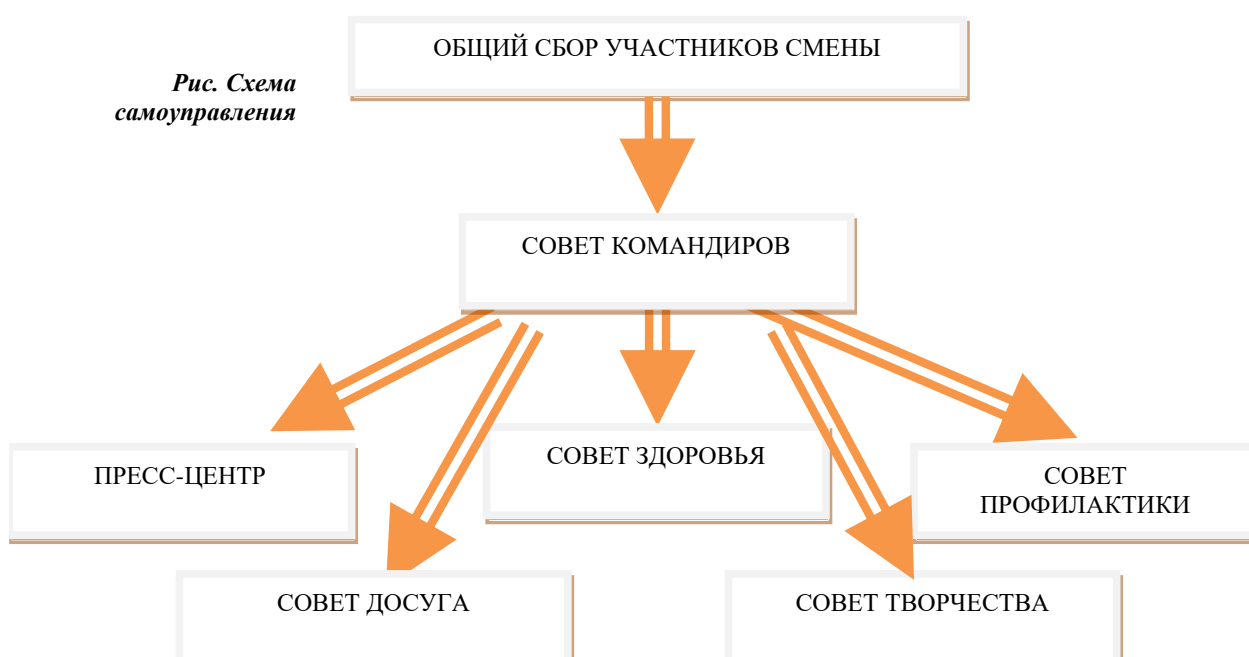 ОБЩИЙ СБОР УЧАСТНИКОВ СМЕНЫ
Рис. Схема
самоуправления
СОВЕТ КОМАНДИРОВ
ПРЕСС-ЦЕНТР
СОВЕТ ЗДОРОВЬЯ
СОВЕТ
ПРОФИЛАКТИКИ
СОВЕТ ДОСУГА
СОВЕТ ТВОРЧЕСТВА